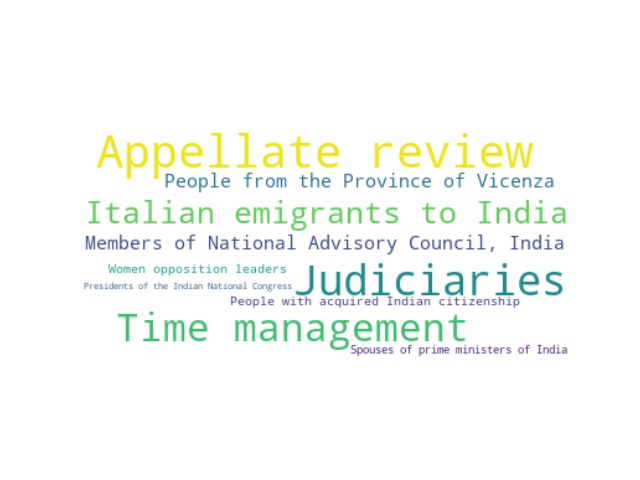 Appellate review
People from the Province of Vicenza
Italian emigrants to India
Members of National Advisory Council, India
Women opposition leaders
Judiciaries
Presidents of the Indian National Congress
People with acquired Indian citizenship
Time management
Spouses of prime ministers of India